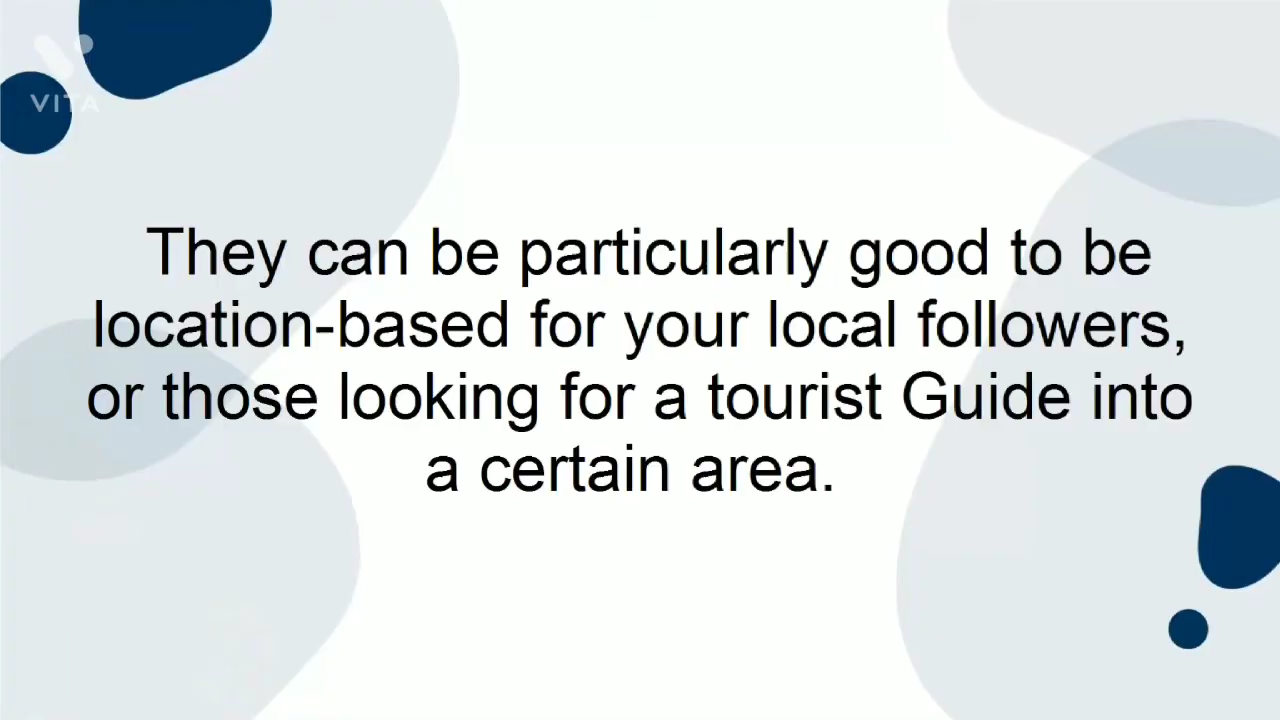 VITA
They can be particularly good to be
location-based for your local followers,
or those looking for a tourist Guide into
a certain area.